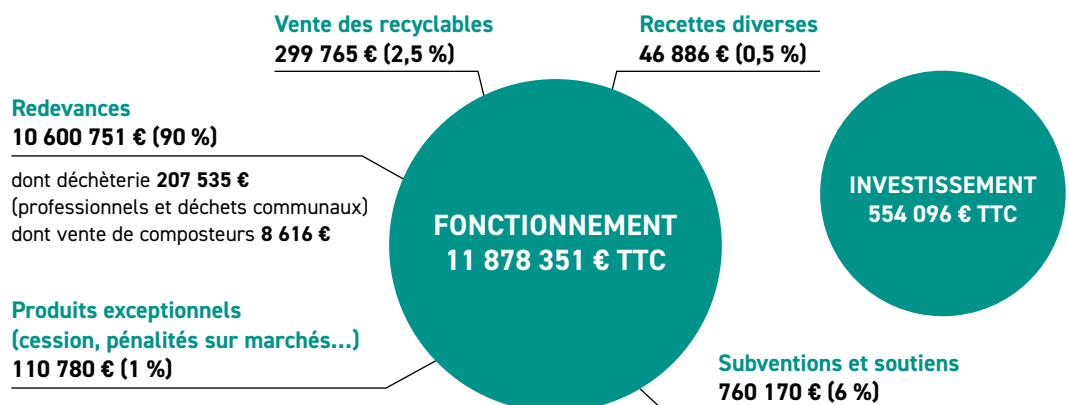 Vente des recyclables
299 765 € (2,5 %)
Recettes diverses
46 886 € (0,5 %)
Redevances
10 600 751 € (90 %)
dont déchèterie 207 535 €
(professionnels et déchets communaux)
dont vente de composteurs 8 616 €
FONCTIONNEMENT
11 878 351 € TTC
INVESTISSEMENT
554 096 € TTC
Produits exceptionnels
(cession, pénalités sur marchés…)
110 780 € (1 %)
Subventions et soutiens
760 170 € (6 %)